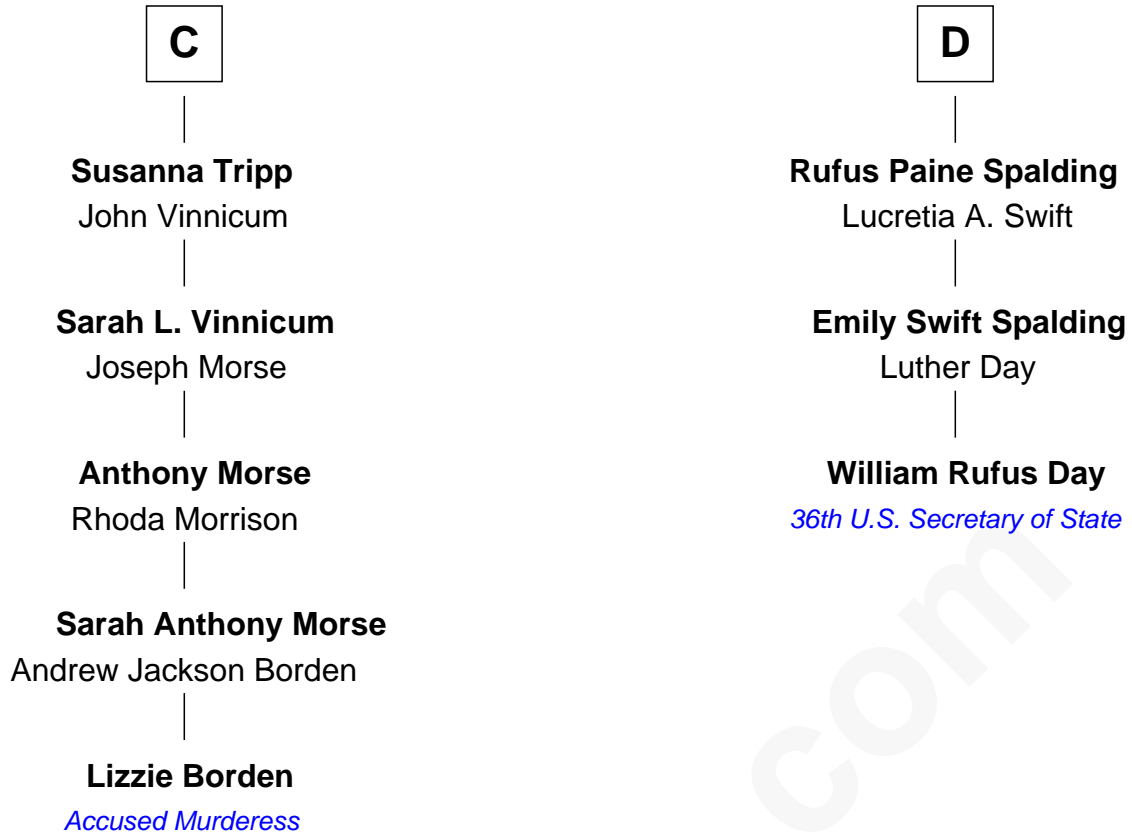 C
Susanna Tripp
John Vinnicum
Sarah L. Vinnicum
Joseph Morse
Anthony Morse
Rhoda Morrison
Sarah Anthony Morse
Andrew Jackson Borden
Lizzie Borden
Accused Murderess
D
Rufus Paine Spalding
Lucretia A. Swift
Emily Swift Spalding
Luther Day
William Rufus Day
36th U.S. Secretary of State
com